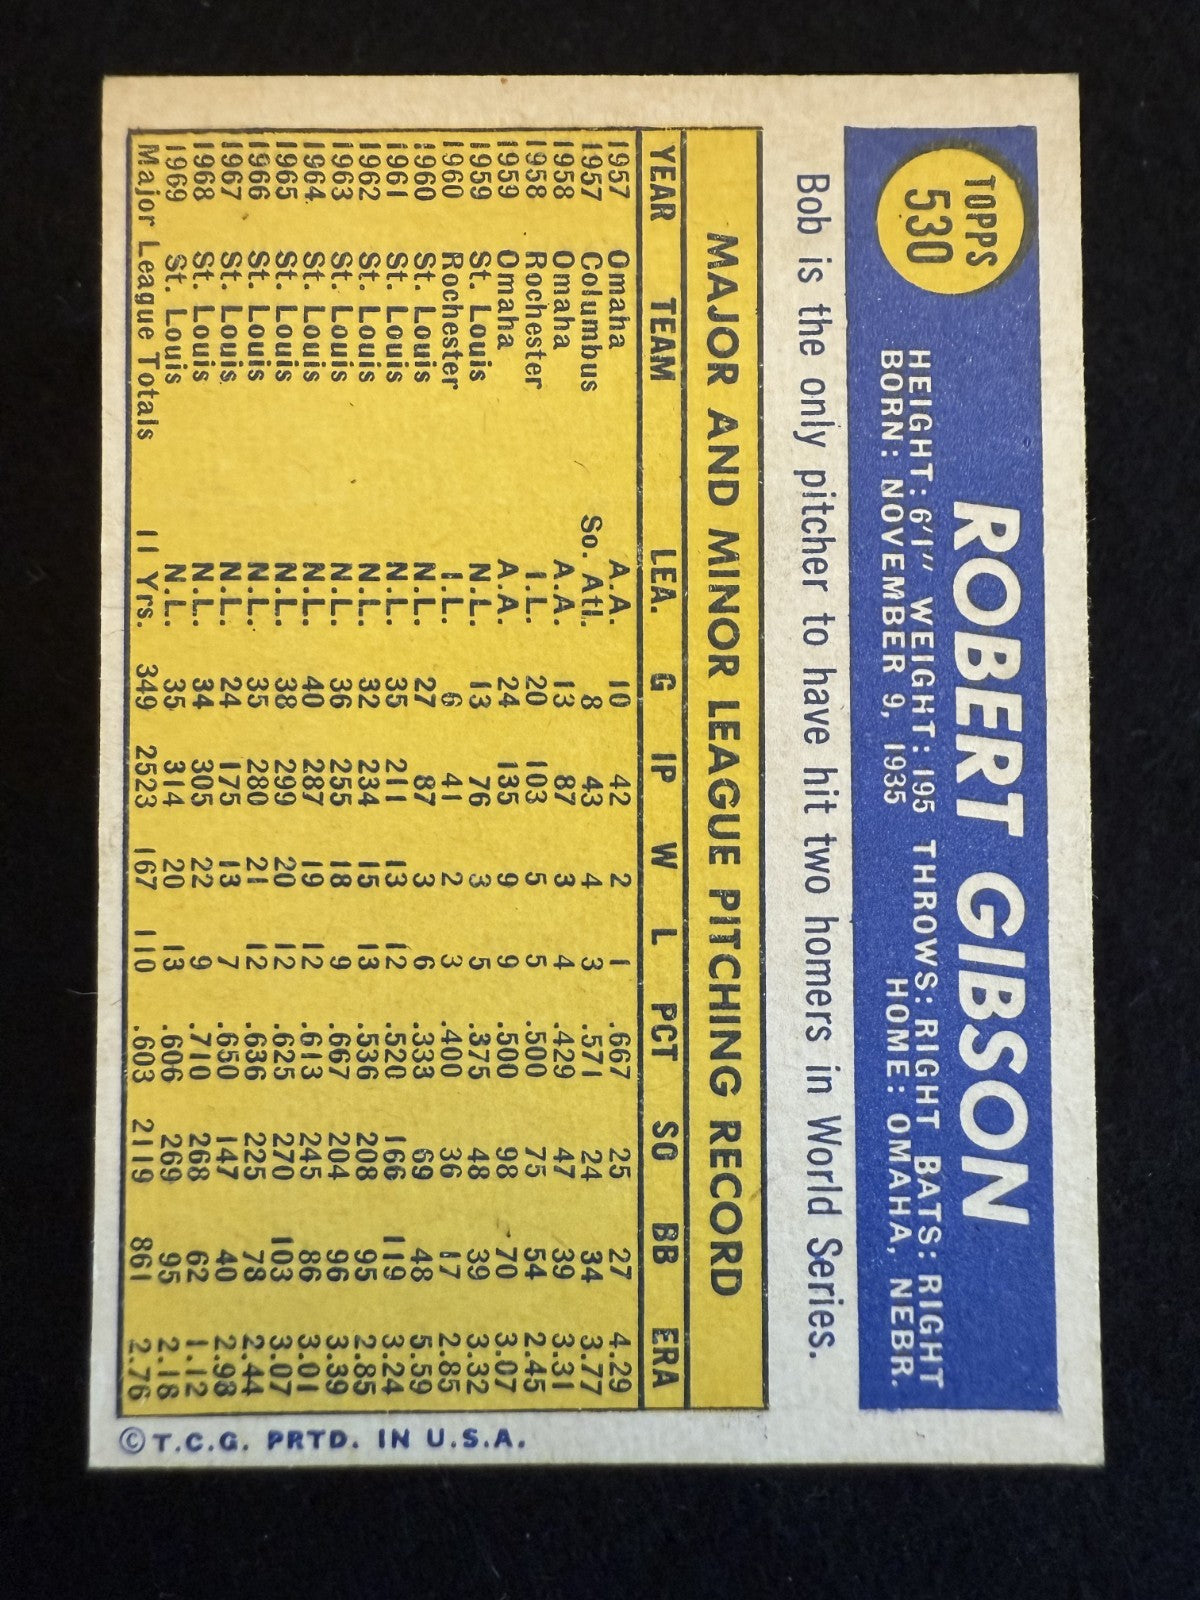 TOPPS
530
ROBERT GIBSON
HEIGHT: 6'1" WEIGHT: 195 THROWS: RIGHT BATS: RIGHT
BORN: NOVEMBER 9, 1935 HOME: OMAHA, NEBR.
Bob is the only pitcher to have hit two homers in World Series.
MAJOR AND MINOR LEAGUE PITCHING RECORD
YEAR TEAM LEA. G IP W L PCT SO BB ERA
1957 Omaha A.A. 10 42 2 1 .667 25 27 4.29
1957 Columbus So. Atl. 8 43 4 3 .571 24 34 3.77
1958 Omaha A.A. 13 87 3 4 .429 47 39 3.31
1958 Rochester I.L. 20 103 5 5 .500 75 54 2.45
1959 Omaha A.A. 24 135 9 9 .500 98 70 3.07
1959 St. Louis N.L. 13 76 3 5 .375 48 39 3.32
1960 Rochester I.L. 6 41 2 3 .400 36 17 2.85
1960 St. Louis N.L. 27 87 3 6 .333 69 48 5.59
1961 St. Louis N.L. 35 211 13 12 .520 166 119 3.24
1962 St. Louis N.L. 32 234 15 13 .536 208 95 2.85
1963 St. Louis N.L. 36 255 18 9 .667 204 96 3.39
1964 St. Louis N.L. 40 287 19 12 .613 245 86 3.01
1965 St. Louis N.L. 38 299 20 12 .625 270 103 3.07
1966 St. Louis N.L. 35 280 21 12 .636 225 78 2.44
1967 St. Louis N.L. 24 175 13 7 .650 147 40 2.98
1968 St. Louis N.L. 34 305 22 9 .710 268 62 1.12
1969 St. Louis N.L. 35 314 20 13 .606 269 95 2.18
Major League Totals 11 Yrs. 349 2523 167 110 .603 2119 861 2.76
© T.C.G. PRTD. IN U.S.A.